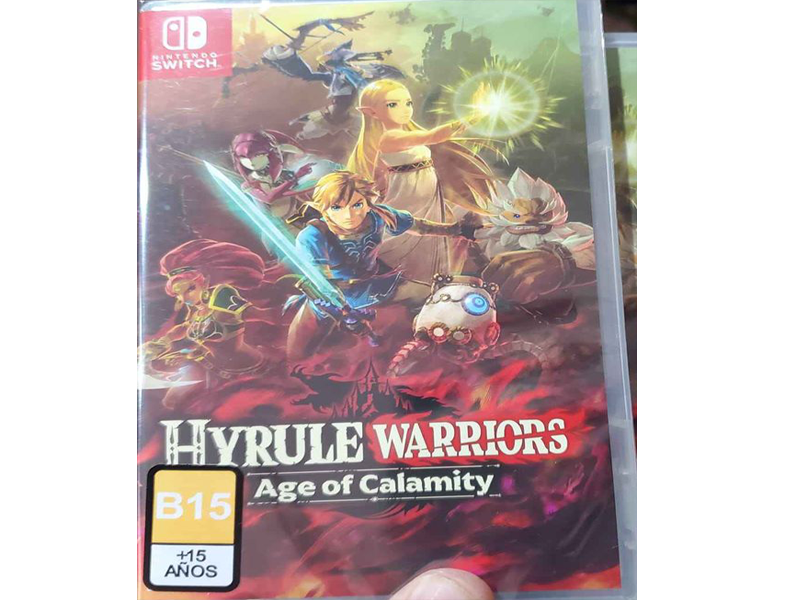 NINTENDO
SWITCH
HYRULE WARRIORS
Age of Calamity
B15
+15
AÑOS